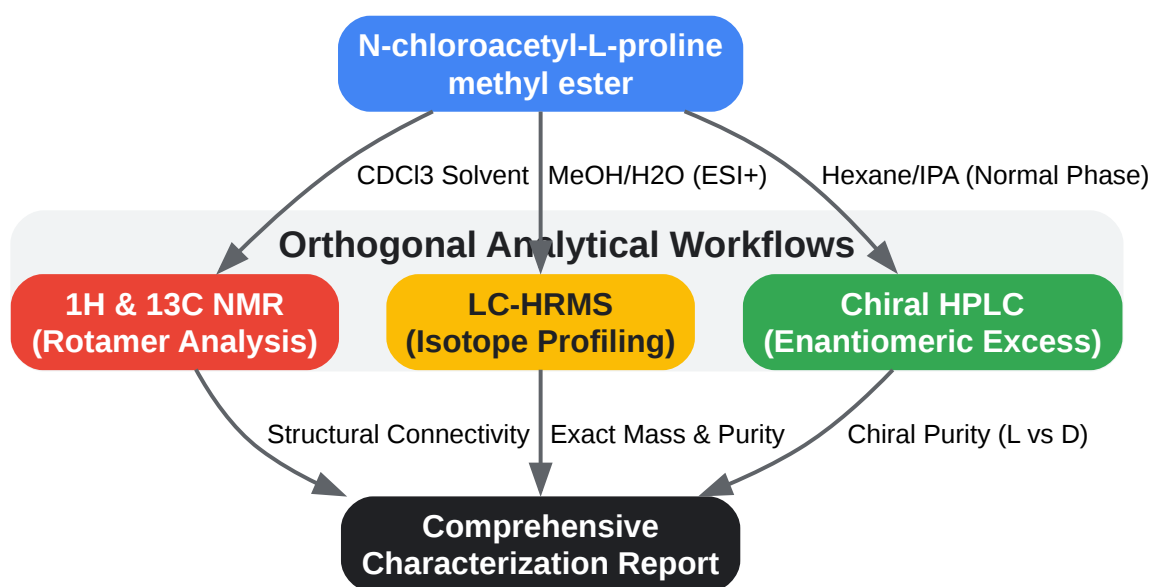 N-chloroacetyl-L-proline
methyl ester
CDCl3 Solvent
MeOH/H2O (ESI+)
Hexane/IPA (Normal Phase)
Orthogonal Analytical Workflows
1H & 13C NMR
(Rotamer Analysis)
LC-HRMS
(Isotope Profiling)
Chiral HPLC
(Enantiomeric Excess)
Structural Connectivity
Exact Mass & Purity
Chiral Purity (L vs D)
Comprehensive
Characterization Report